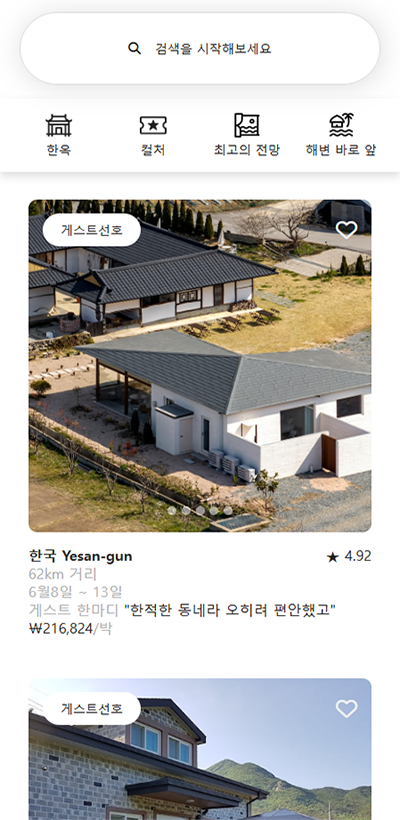 검색을 시작해보세요
한옥 컬처 최고의 전망 해변 바로 앞
게스트선호
한국 Yesan-gun ★ 4.92
62km 거리
6월8일 ~ 13일
게스트 한마디 "한적한 동네라 오히려 편안했고"
₩216,824/박
게스트선호